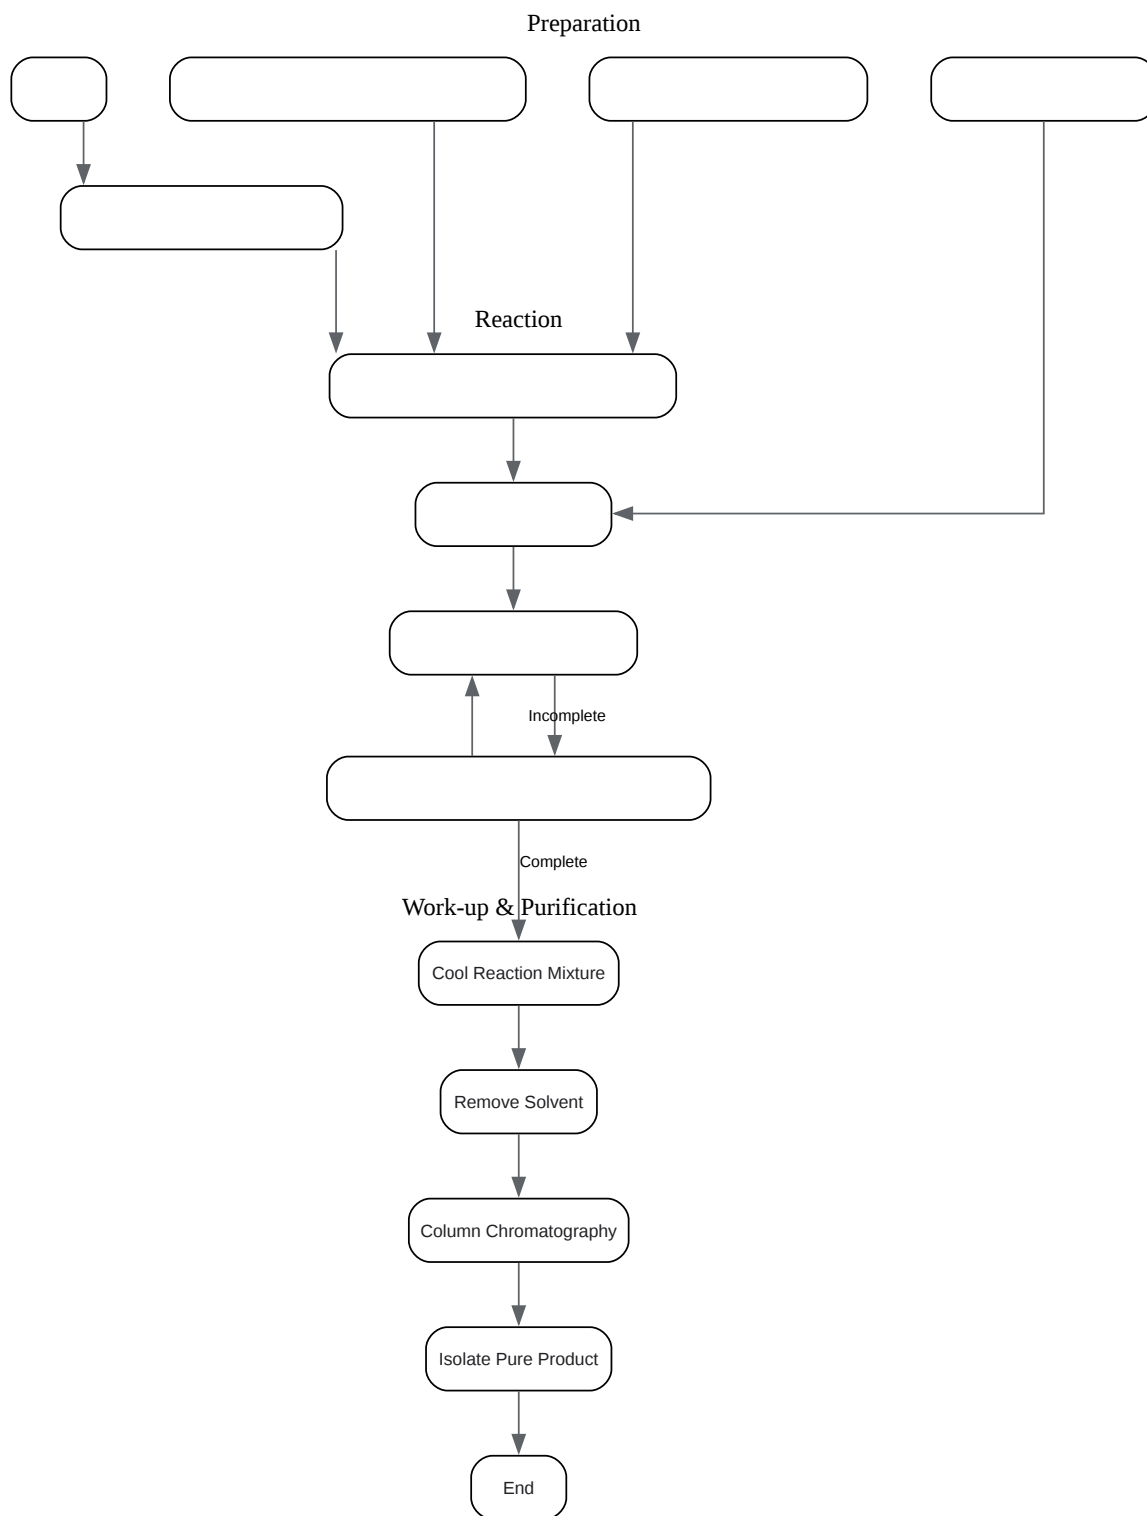 Preparation
Reaction
Incomplete
Complete
Work-up & Purification
Cool Reaction Mixture
Remove Solvent
Column Chromatography
Isolate Pure Product
End